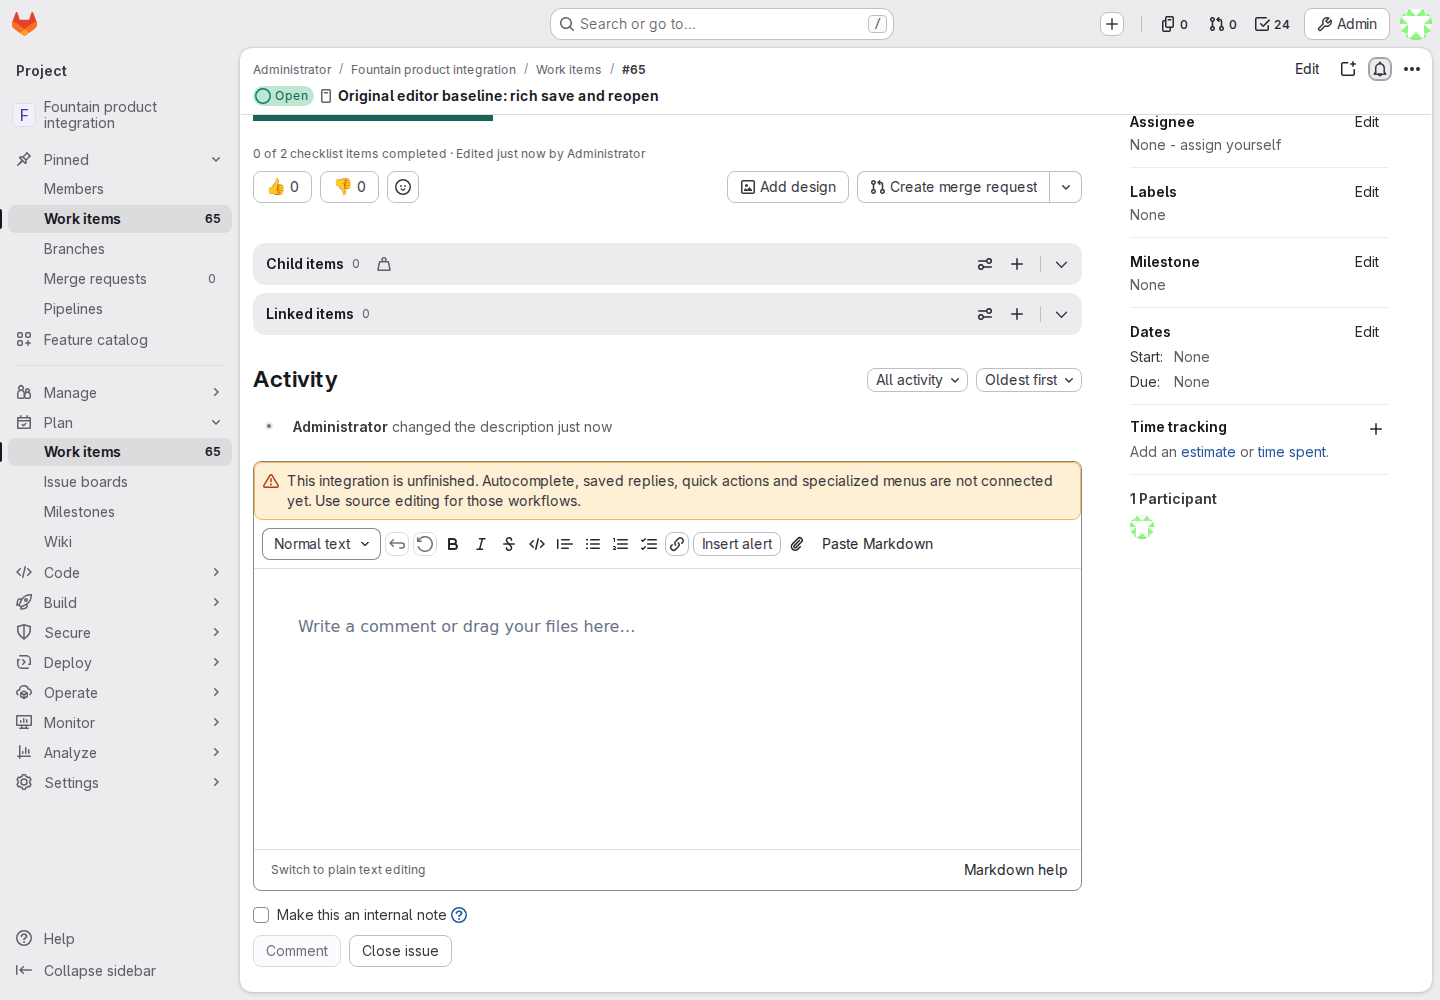 Search or go to...
/
0
0
24
Admin
Project
F
Fountain product
integration
Pinned
Members
Work items
65
Branches
Merge requests
0
Pipelines
Feature catalog
Manage
Plan
Work items
65
Issue boards
Milestones
Wiki
Code
Build
Secure
Deploy
Operate
Monitor
Analyze
Settings
Help
Collapse sidebar
Administrator / Fountain product integration / Work items / #65
Edit
Open
Original editor baseline: rich save and reopen
0 of 2 checklist items completed · Edited just now by Administrator
👍 0
👎 0
Add design
Create merge request
Child items 0
Linked items 0
Activity
All activity
Oldest first
Administrator changed the description just now
This integration is unfinished. Autocomplete, saved replies, quick actions and specialized menus are not connected
yet. Use source editing for those workflows.
Normal text
Insert alert
Paste Markdown
Write a comment or drag your files here…
Switch to plain text editing
Markdown help
Make this an internal note
Comment
Close issue
Assignee
Edit
None - assign yourself
Labels
Edit
None
Milestone
Edit
None
Dates
Edit
Start: None
Due: None
Time tracking
Add an estimate or time spent.
1 Participant